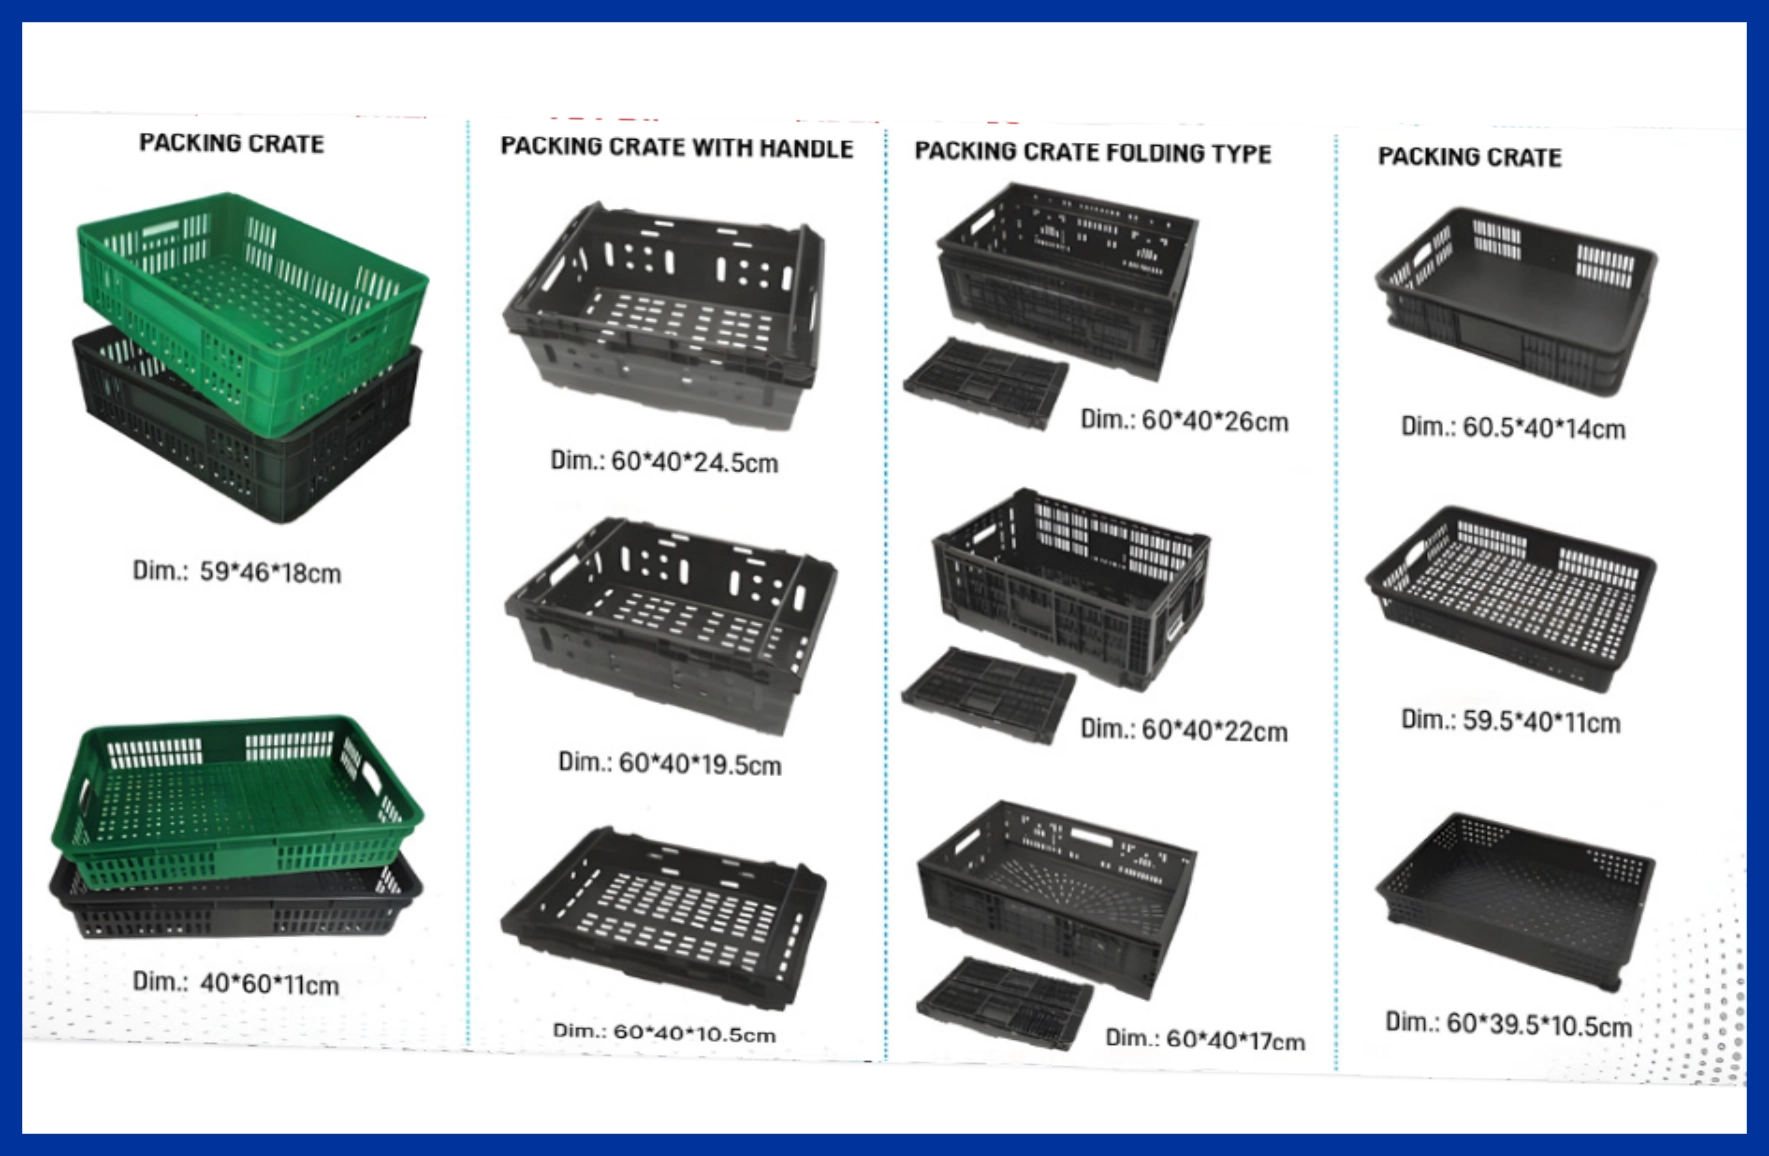 PACKING CRATE
Dim.: 59*46*18cm
Dim.: 40*60*11cm
PACKING CRATE WITH HANDLE
Dim.: 60*40*24.5cm
Dim.: 60*40*19.5cm
Dim.: 60*40*10.5cm
PACKING CRATE FOLDING TYPE
Dim.: 60*40*26cm
Dim.: 60*40*22cm
Dim.: 60*40*17cm
PACKING CRATE
Dim.: 60.5*40*14cm
Dim.: 59.5*40*11cm
Dim.: 60*39.5*10.5cm